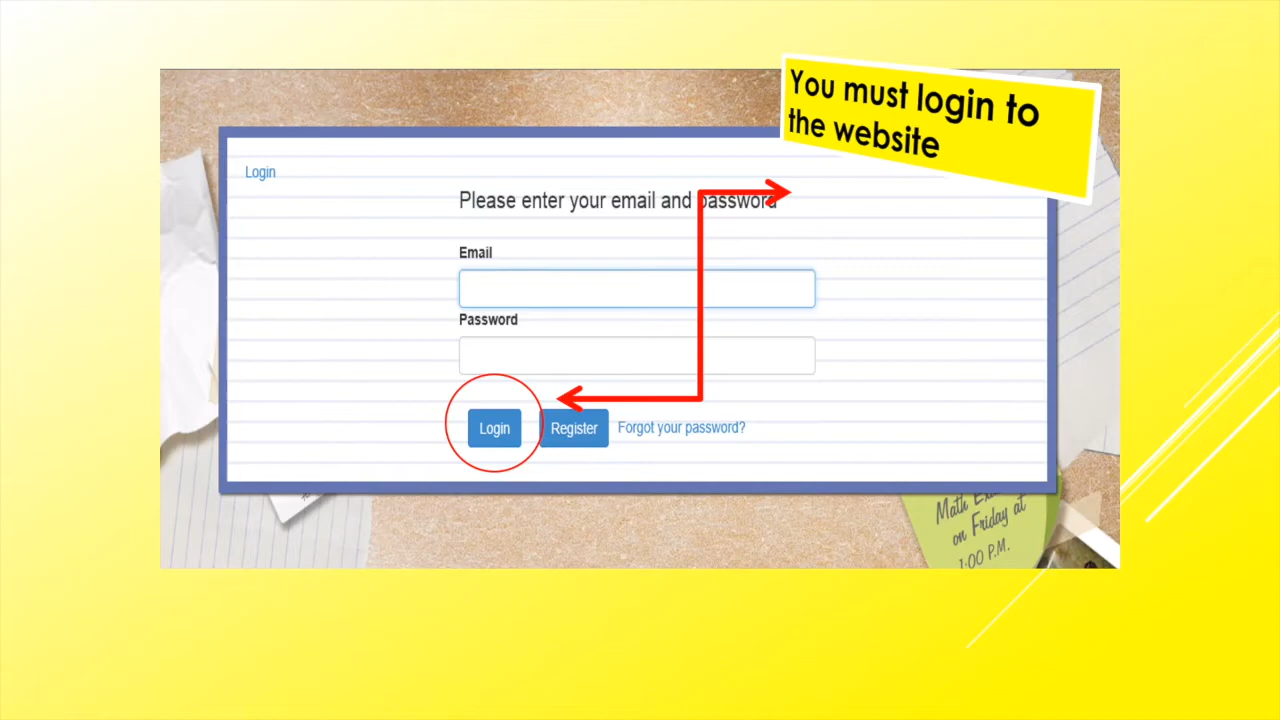 You must login to
the website
Login
Please enter your email and password
Email
Password
Login Register Forgot your password?
Math
on Friday at
1:00 P.M.